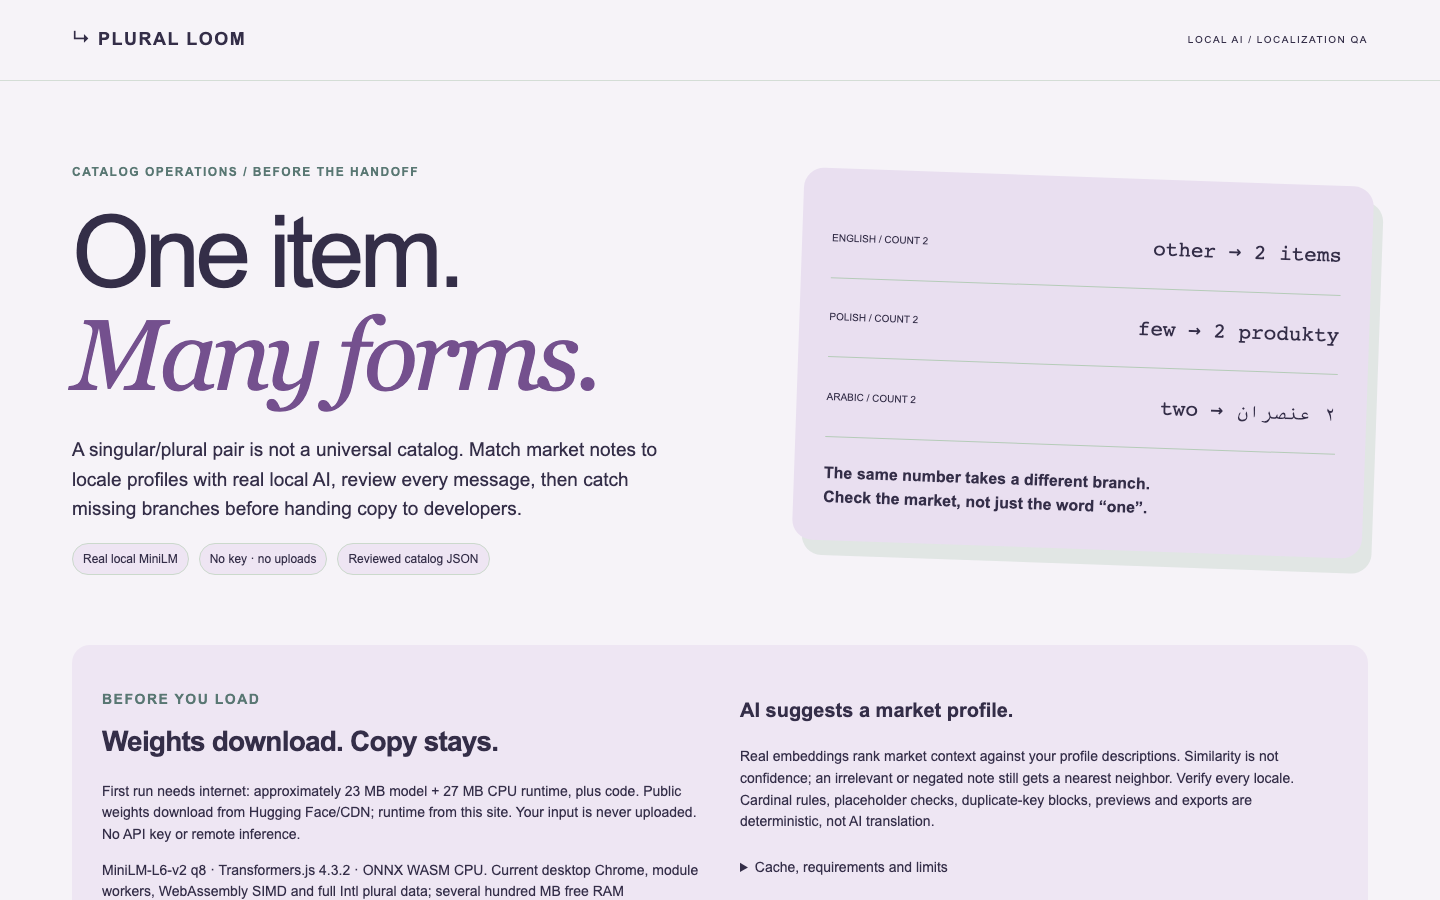 ↳ PLURAL LOOM
LOCAL AI / LOCALIZATION QA
CATALOG OPERATIONS / BEFORE THE HANDOFF
One item.
Many forms.
A singular/plural pair is not a universal catalog. Match market notes to
locale profiles with real local AI, review every message, then catch
missing branches before handing copy to developers.
Real local MiniLM
No key · no uploads
Reviewed catalog JSON
ENGLISH / COUNT 2
other → 2 items
POLISH / COUNT 2
few → 2 produkty
ARABIC / COUNT 2
two → ٢ عنصران
The same number takes a different branch.
Check the market, not just the word “one”.
BEFORE YOU LOAD
Weights download. Copy stays.
First run needs internet: approximately 23 MB model + 27 MB CPU runtime, plus code. Public
weights download from Hugging Face/CDN; runtime from this site. Your input is never uploaded.
No API key or remote inference.
MiniLM-L6-v2 q8 · Transformers.js 4.3.2 · ONNX WASM CPU. Current desktop Chrome, module
workers, WebAssembly SIMD and full Intl plural data; several hundred MB free RAM
AI suggests a market profile.
Real embeddings rank market context against your profile descriptions. Similarity is not
confidence; an irrelevant or negated note still gets a nearest neighbor. Verify every locale.
Cardinal rules, placeholder checks, duplicate-key blocks, previews and exports are
deterministic, not AI translation.
▶ Cache, requirements and limits